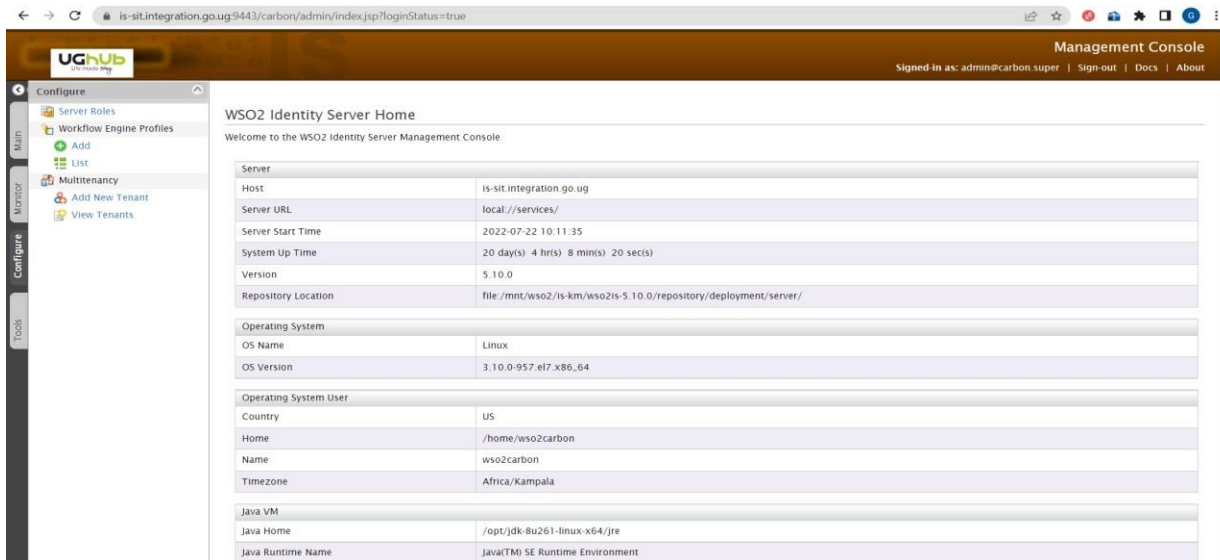 is-sit.integration.go.ug:9443/carbon/admin/index.jsp?loginStatus=true
G
UGhub
Management Console
Signed-in as: admin@carbon.super | Sign-out | Docs | About
Main
Monitor
Configure
Tools
Configure
Server Roles
Workflow Engine Profiles
Add
List
Multitenancy
Add New Tenant
View Tenants
WSO2 Identity Server Home
Welcome to the WSO2 Identity Server Management Console
Server
Host is-sit.integration.go.ug
Server URL local://services/
Server Start Time 2022-07-22 10:11:35
System Up Time 20 day(s) 4 hr(s) 8 min(s) 20 sec(s)
Version 5.10.0
Repository Location file:/mnt/wso2/is-km/wso2is-5.10.0/repository/deployment/server/
Operating System
OS Name Linux
OS Version 3.10.0-957.el7.x86_64
Operating System User
Country US
Home /home/wso2carbon
Name wso2carbon
Timezone Africa/Kampala
Java VM
Java Home /opt/jdk-8u261-linux-x64/jre
Java Runtime Name Java(TM) SE Runtime Environment